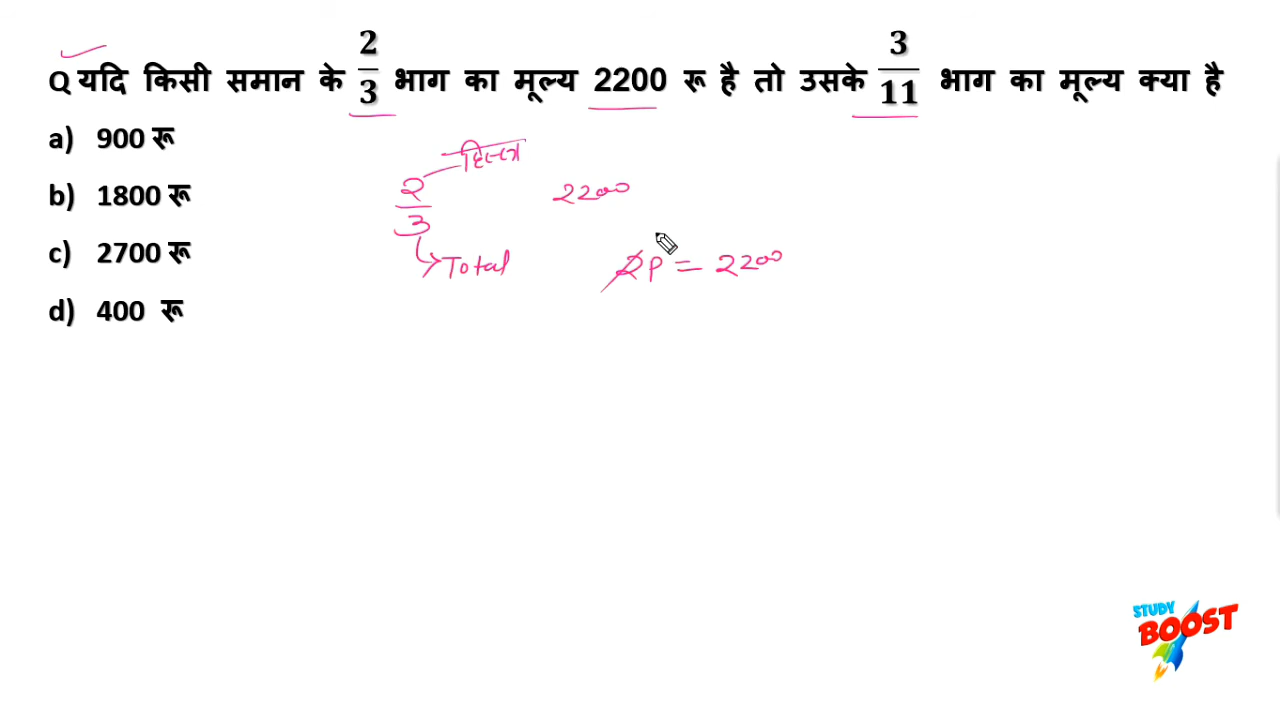 Q यदि किसी समान के 2/3 भाग का मूल्य 2200 रू है तो उसके 3/11 भाग का मूल्य क्या है
a) 900 रू
b) 1800 रू
c) 2700 रू
d) 400 रू
2/3
2200
Total
2P = 2200
STUDY
BOOST